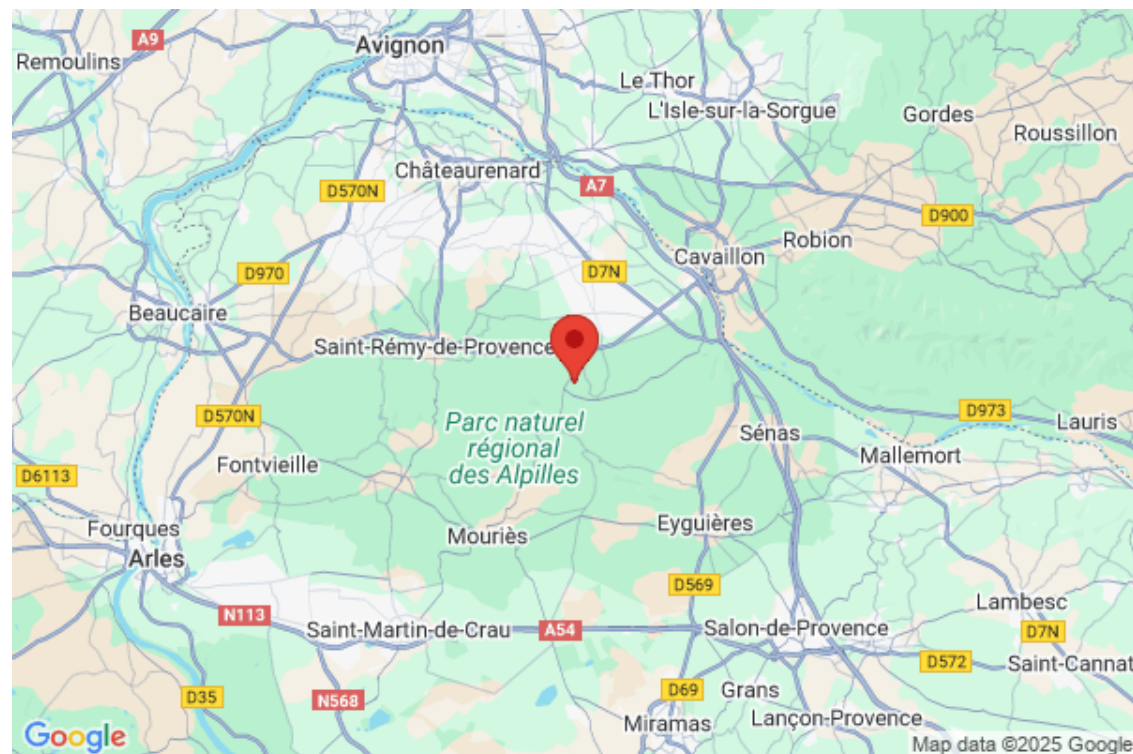 A9
Avignon
Remoulins
Le Thor
L'Isle-sur-la-Sorgue
Gordes
Roussillon
Châteaurenard
A7
D570N
D900
Robion
Cavaillon
D970
D7N
Beaucaire
Saint-Rémy-de-Provence
D570N
Parc naturel
régional
des Alpilles
D973
Lauris
Sénas
Mallemort
Fontvieille
D6113
Fourques
Arles
Mouriès
Eyguières
D569
N113
Saint-Martin-de-Crau
A54
Salon-de-Provence
Lambesc
D7N
D572
Saint-Cannat
D35
N568
D69
Grans
Miramas
Lançon-Provence
Google
Map data ©2025 Google